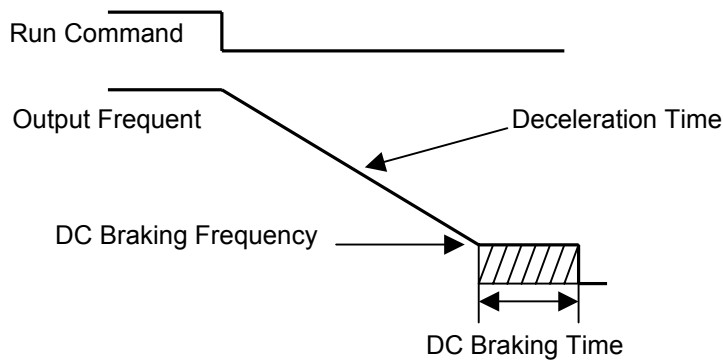 Run Command
Output Frequent
Deceleration Time
DC Braking Frequency
DC Braking Time